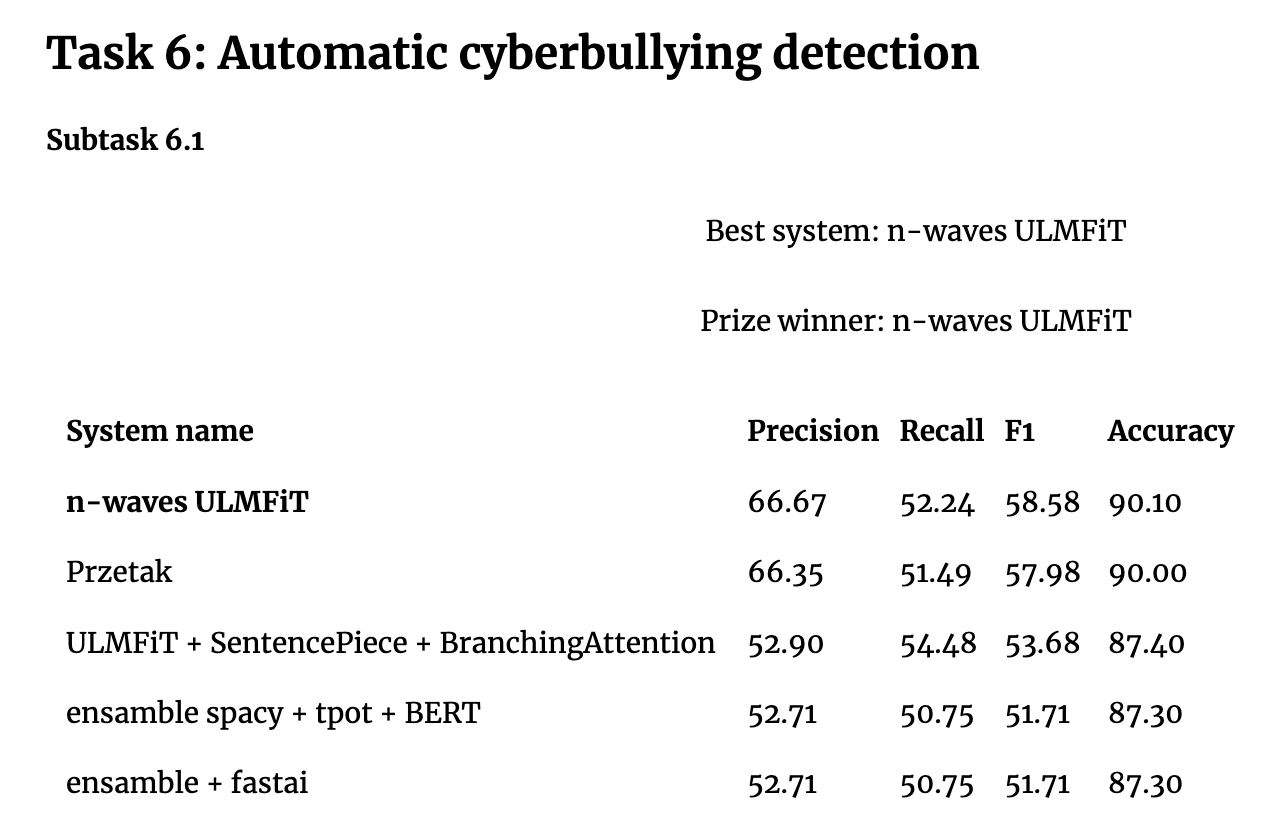 Task 6: Automatic cyberbullying detection
Subtask 6.1
Best system: n-waves ULMFiT
Prize winner: n-waves ULMFiT
System name Precision Recall F1 Accuracy
n-waves ULMFiT 66.67 52.24 58.58 90.10
Przetak 66.35 51.49 57.98 90.00
ULMFiT + SentencePiece + BranchingAttention 52.90 54.48 53.68 87.40
ensamble spacy + tpot + BERT 52.71 50.75 51.71 87.30
ensamble + fastai 52.71 50.75 51.71 87.30